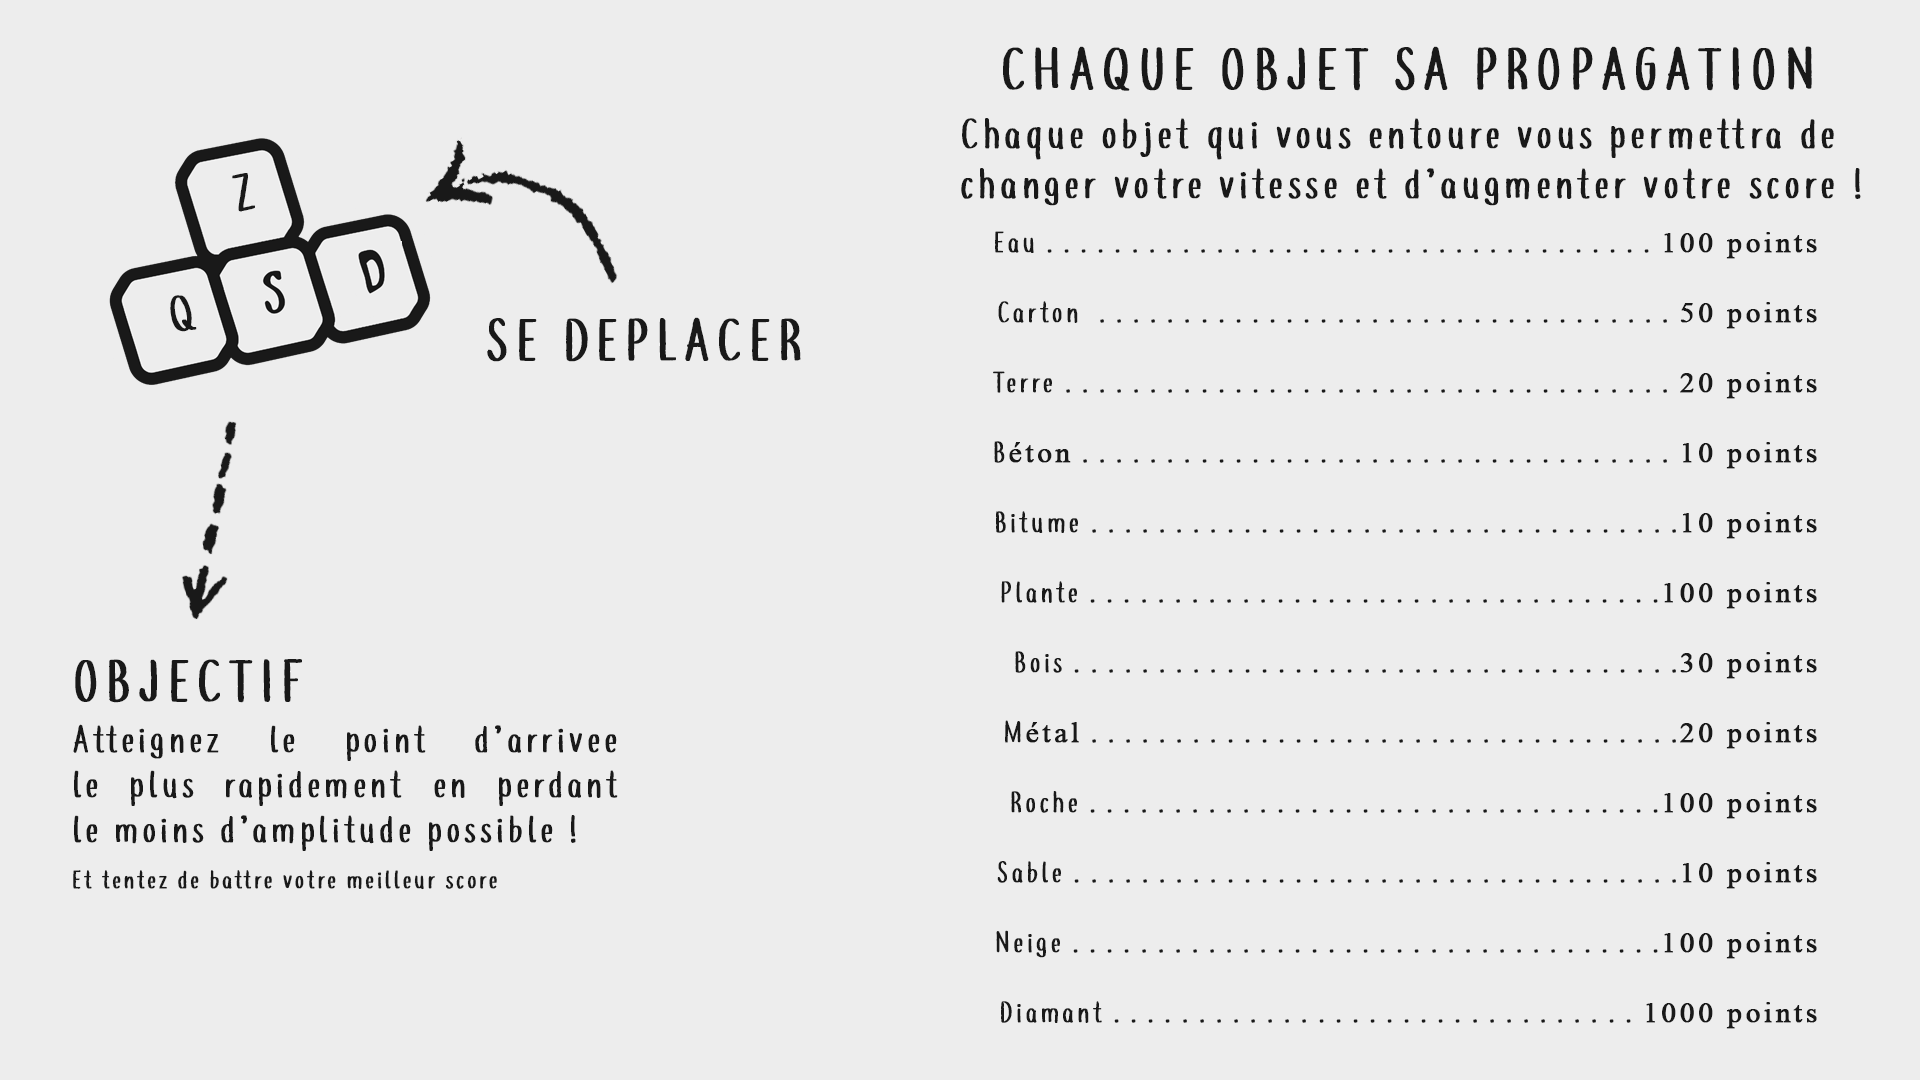 Z
Q S D
SE DEPLACER
OBJECTIF
Atteignez le point d’arrivee
le plus rapidement en perdant
le moins d’amplitude possible !
Et tentez de battre votre meilleur score
CHAQUE OBJET SA PROPAGATION
Chaque objet qui vous entoure vous permettra de
changer votre vitesse et d’augmenter votre score !
Eau . . . . . . . . . . . . . . . . . . . . . . . . . . . . . . . . . . . . 100 points
Carton . . . . . . . . . . . . . . . . . . . . . . . . . . . . . . . . . . 50 points
Terre . . . . . . . . . . . . . . . . . . . . . . . . . . . . . . . . . . . . 20 points
Béton . . . . . . . . . . . . . . . . . . . . . . . . . . . . . . . . . . . 10 points
Bitume . . . . . . . . . . . . . . . . . . . . . . . . . . . . . . . . . . .10 points
Plante . . . . . . . . . . . . . . . . . . . . . . . . . . . . . . . . . .100 points
Bois . . . . . . . . . . . . . . . . . . . . . . . . . . . . . . . . . . . .30 points
Métal . . . . . . . . . . . . . . . . . . . . . . . . . . . . . . . . . . .20 points
Roche . . . . . . . . . . . . . . . . . . . . . . . . . . . . . . . . . .100 points
Sable . . . . . . . . . . . . . . . . . . . . . . . . . . . . . . . . . . . .10 points
Neige . . . . . . . . . . . . . . . . . . . . . . . . . . . . . . . . . . .100 points
Diamant . . . . . . . . . . . . . . . . . . . . . . . . . . . . . . . 1000 points